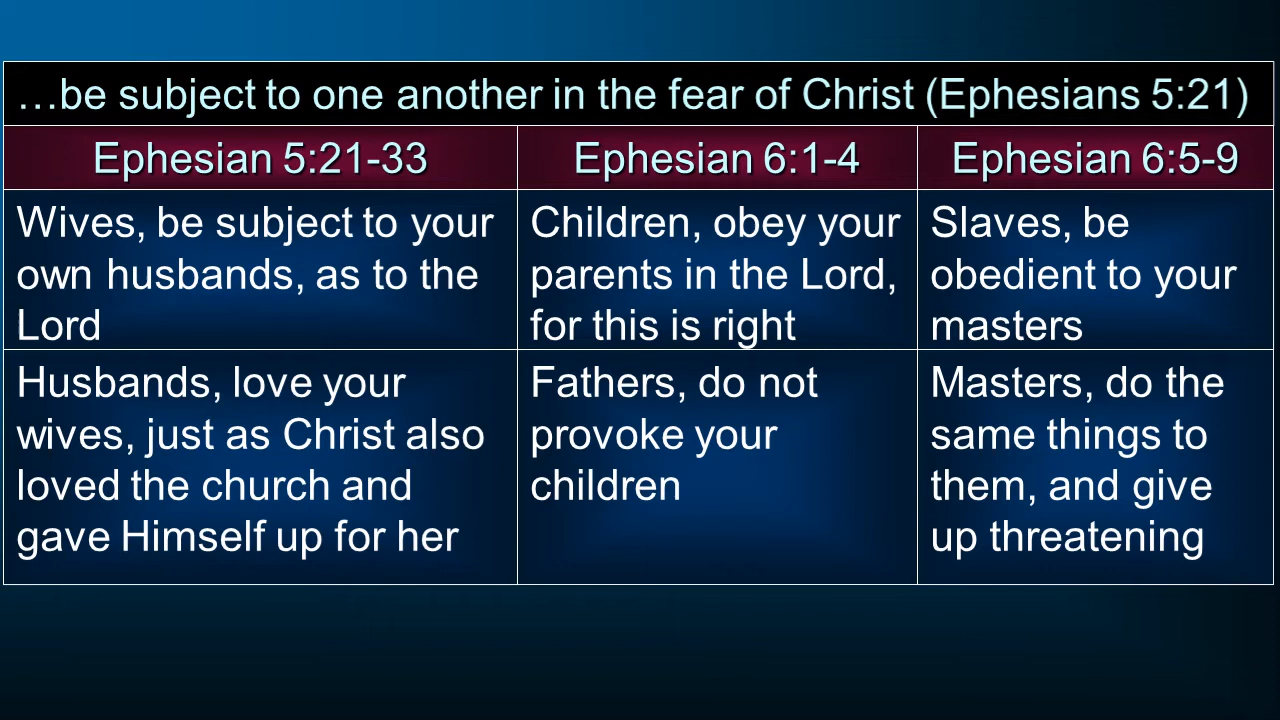 …be subject to one another in the fear of Christ (Ephesians 5:21)
Ephesian 5:21-33
Ephesian 6:1-4
Ephesian 6:5-9
Wives, be subject to your
own husbands, as to the
Lord
Children, obey your
parents in the Lord,
for this is right
Slaves, be
obedient to your
masters
Husbands, love your
wives, just as Christ also
loved the church and
gave Himself up for her
Fathers, do not
provoke your
children
Masters, do the
same things to
them, and give
up threatening